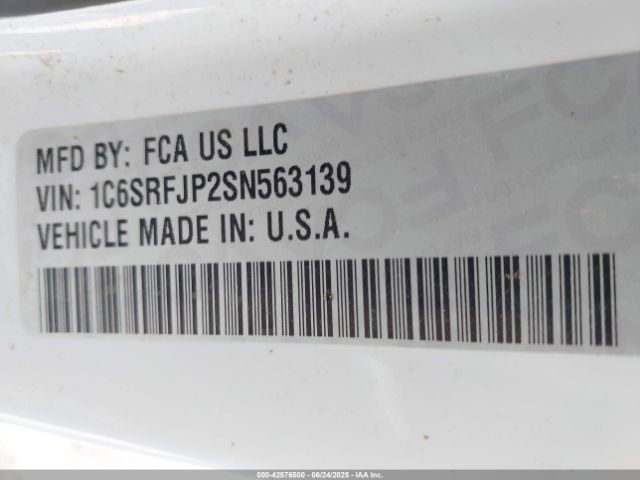 MFD BY: FCA US LLC
VIN: 1C6SRFJP2SN563139
VEHICLE MADE IN: U.S.A.
000-42576500 - 06/24/2025 - IAA Inc.